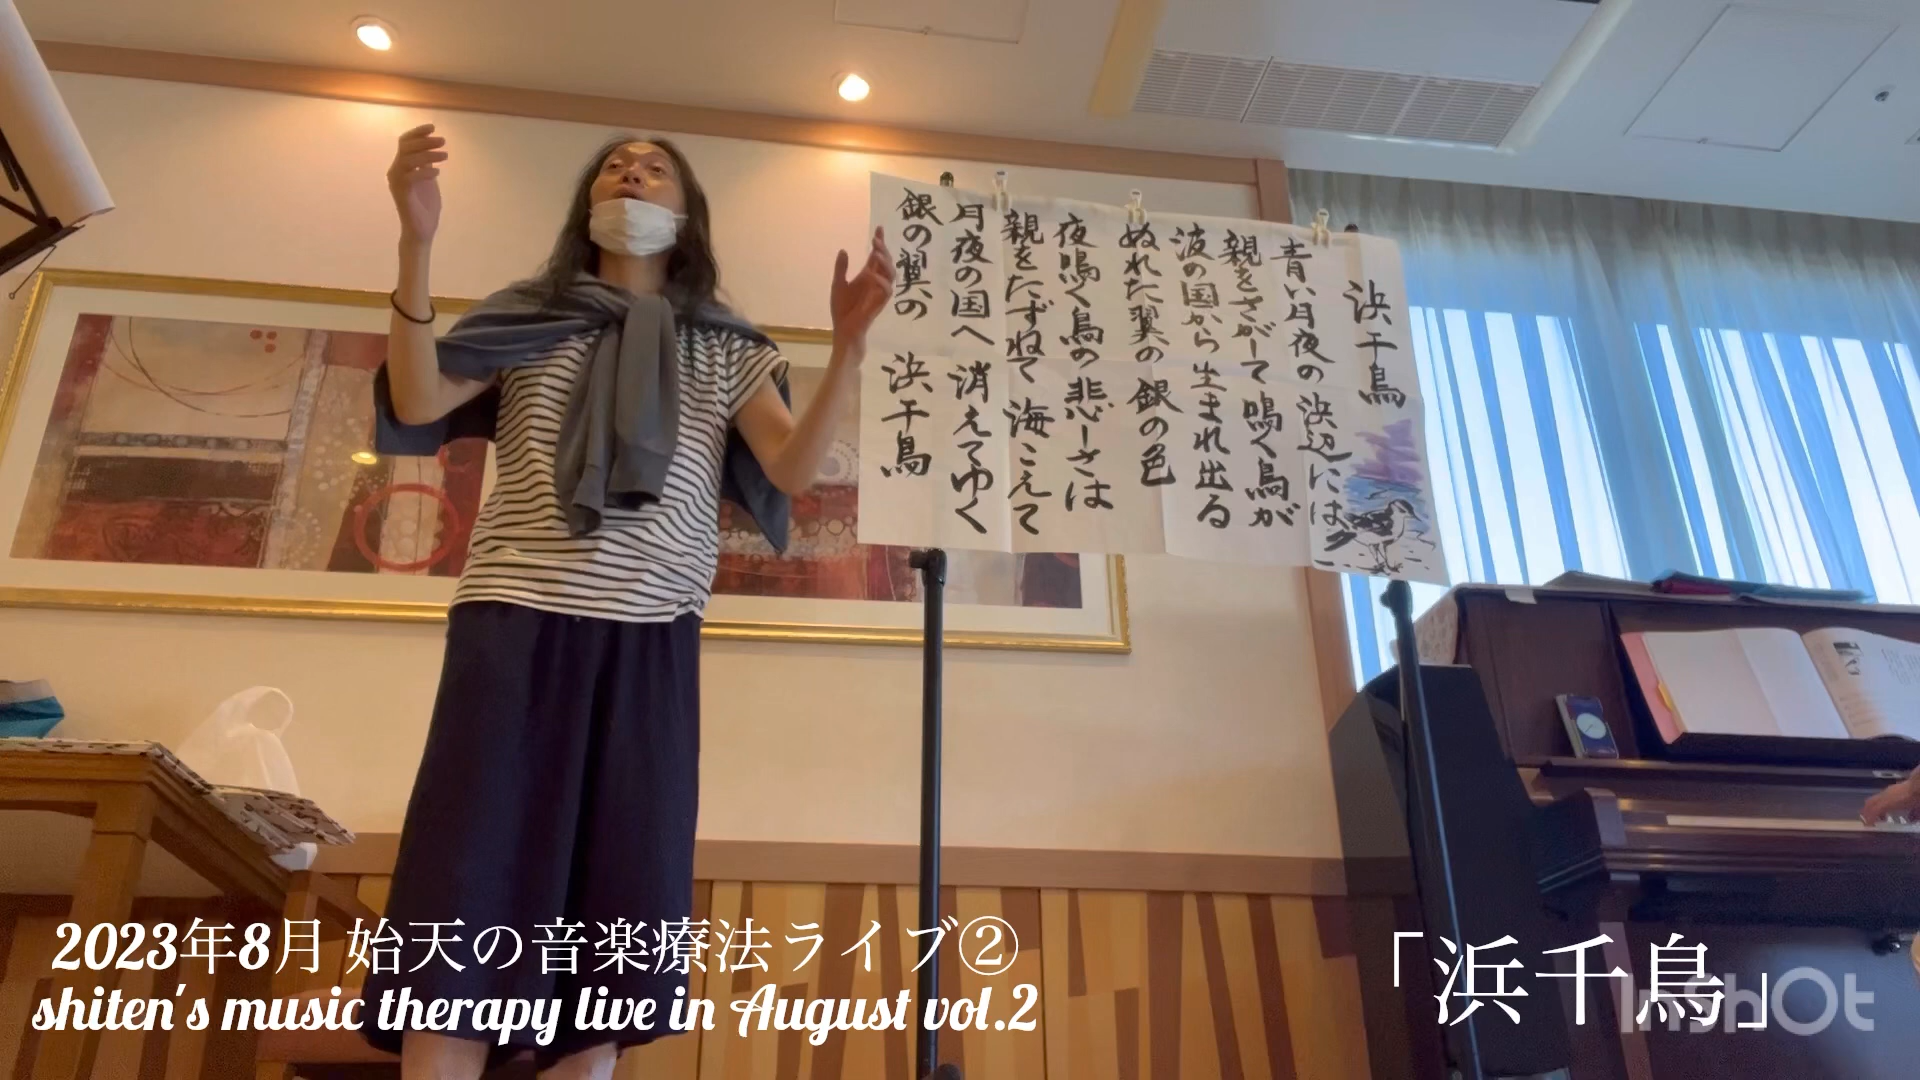 浜千鳥
青い月夜の浜辺には
親をさがして鳴く鳥が
波の国から生まれ出る
ぬれた翼の 銀の色
夜鳴く鳥の悲しさは
親をたずねて 海こえて
月夜の国へ 消えてゆく
銀の翼の 浜千鳥
2023年8月 始天の音楽療法ライブ②
shiten's music therapy live in August vol.2
「浜千鳥」
InShOt